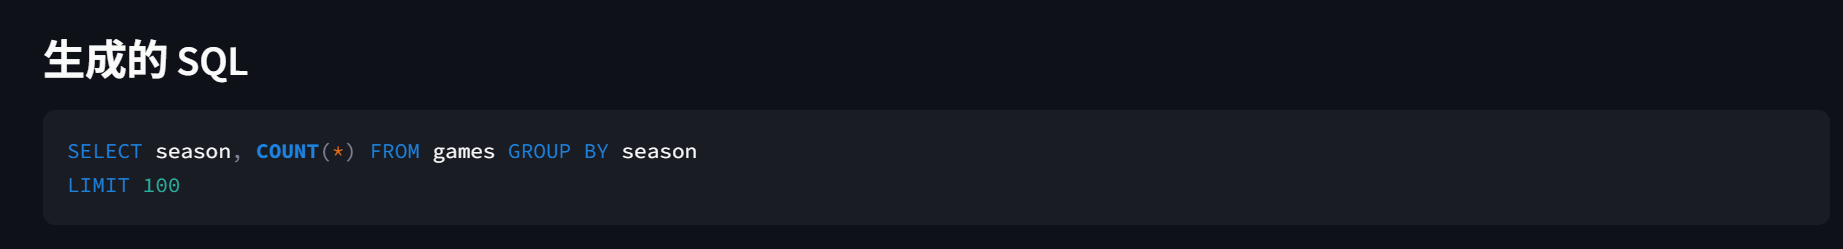 生成的 SQL
SELECT season, COUNT(*) FROM games GROUP BY season
LIMIT 100